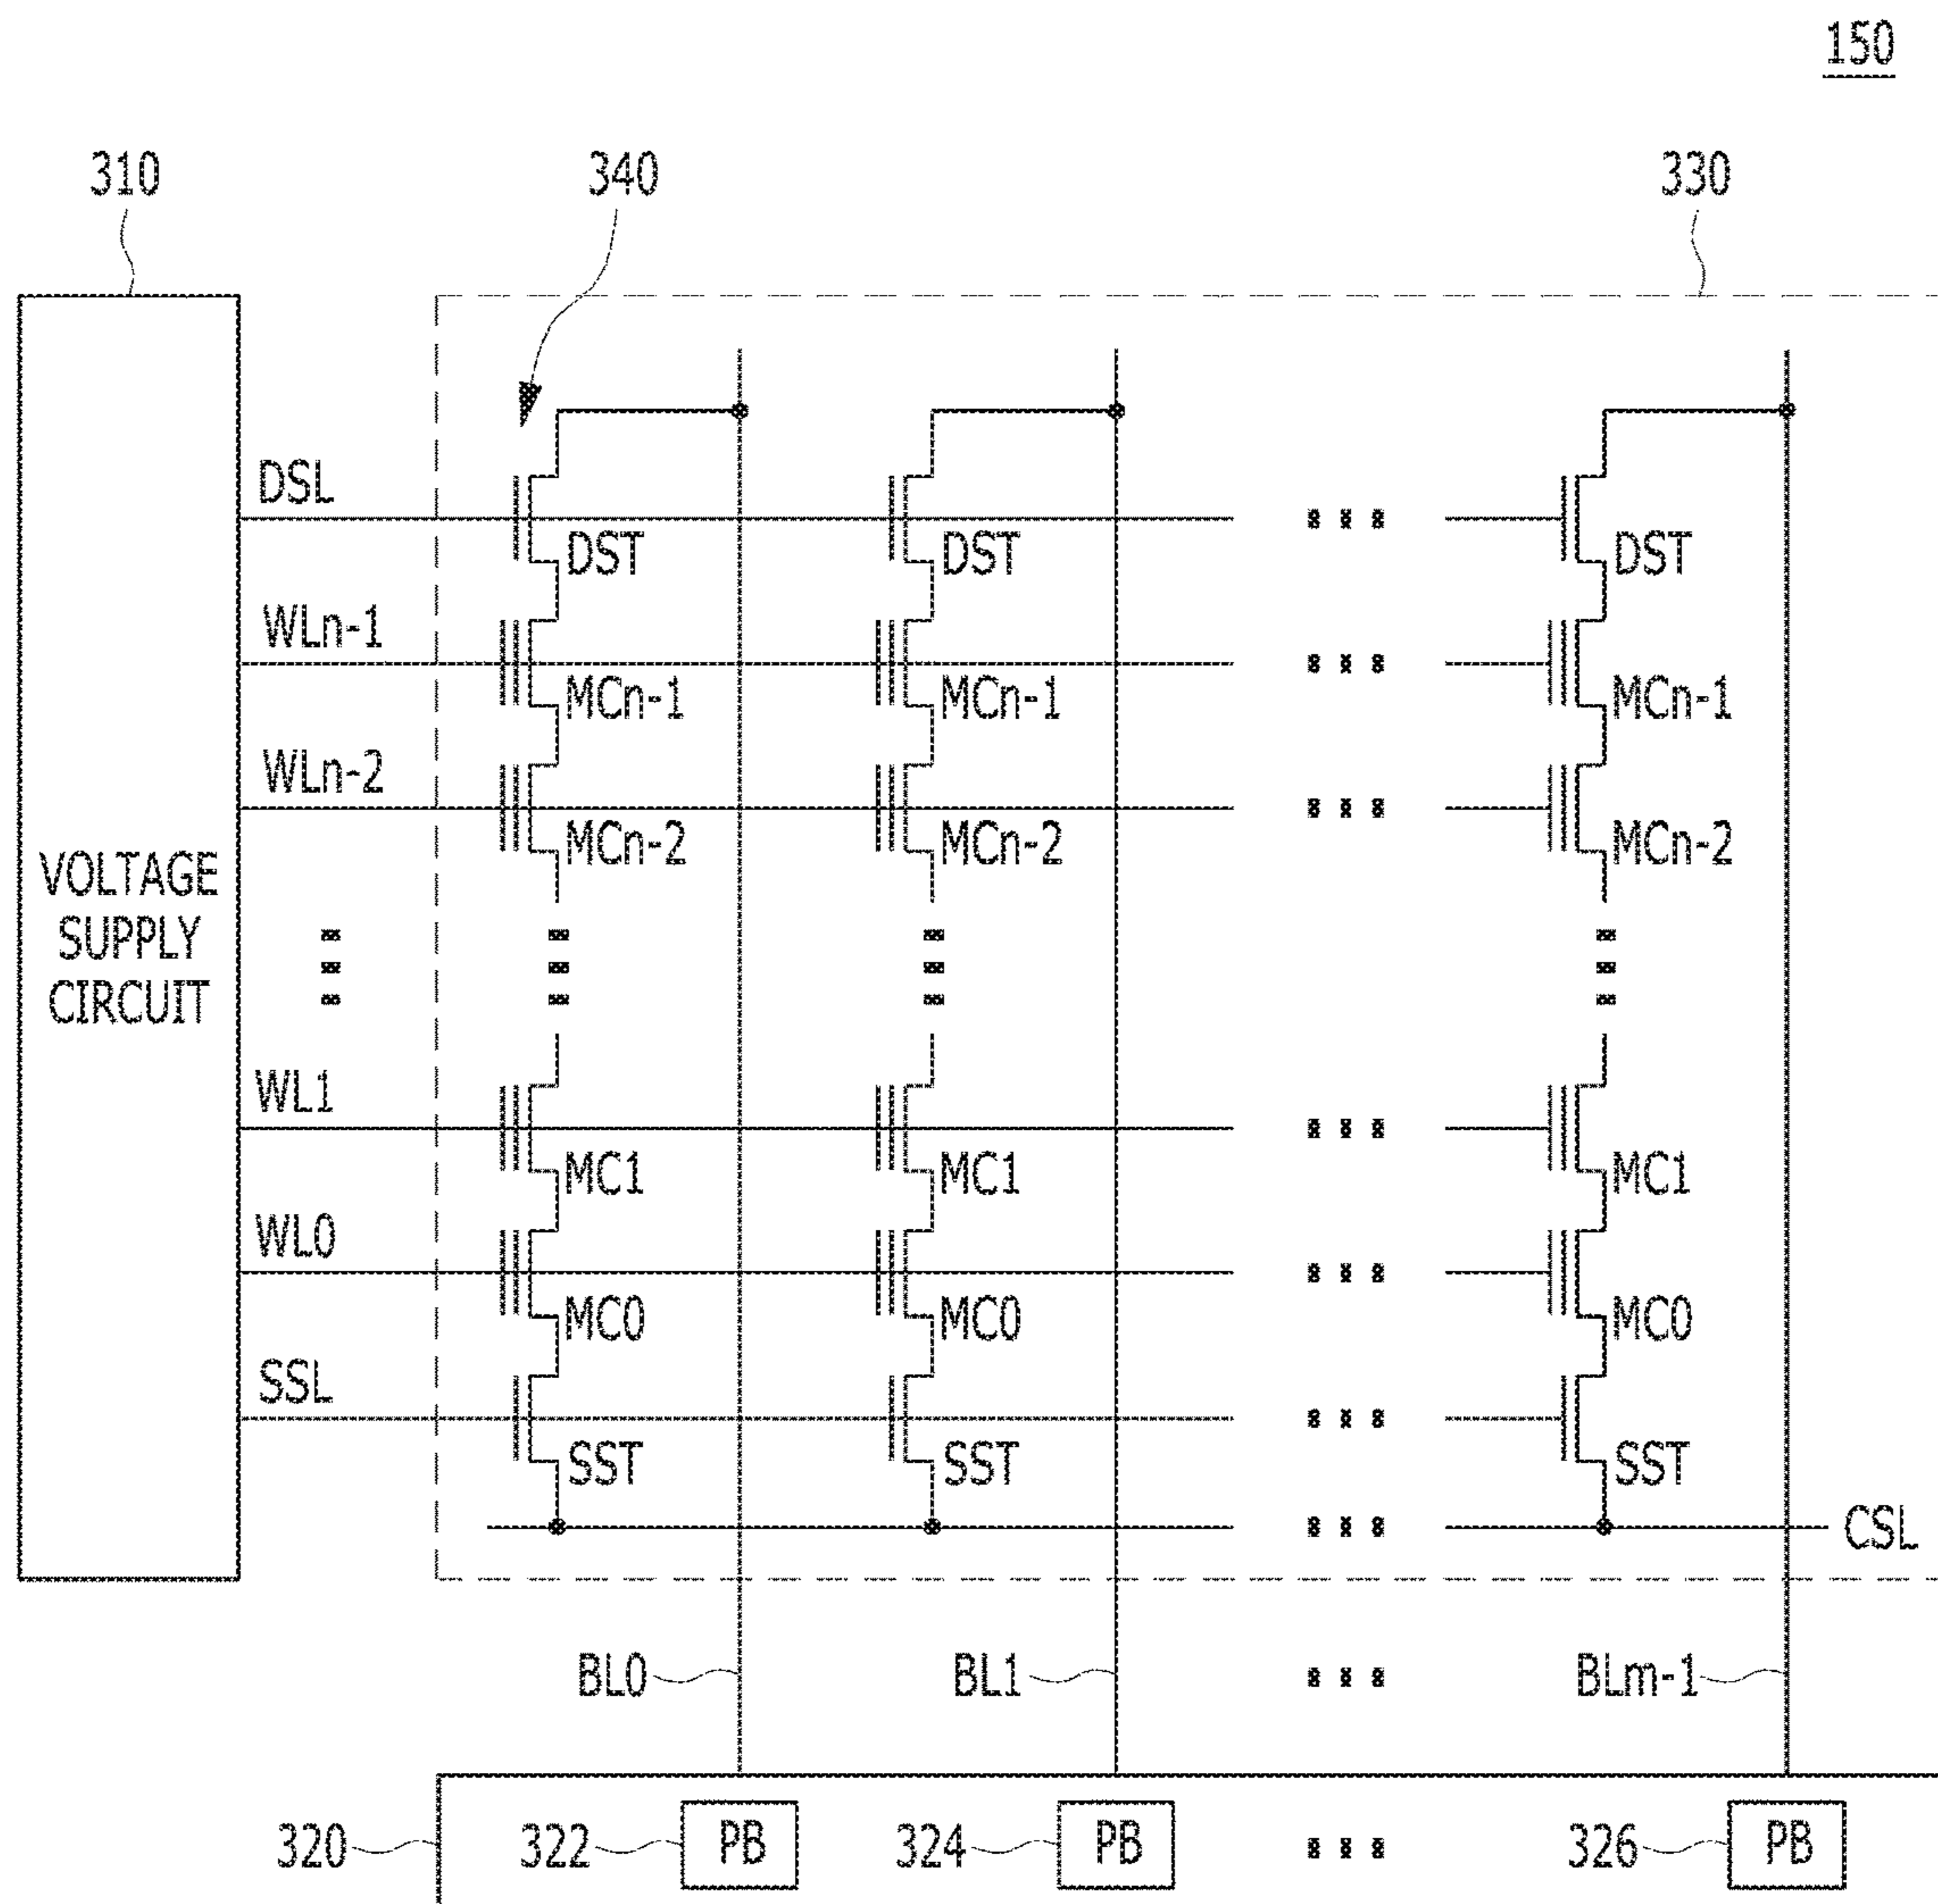 150
310 340 330
DSL
DST DST DST
WLn-1
MCn-1 MCn-1 MCn-1
WLn-2
MCn-2 MCn-2 MCn-2
VOLTAGE
SUPPLY
CIRCUIT
WL1
MC1 MC1 MC1
WL0
MC0 MC0 MC0
SSL
SST SST SST
CSL
BL0 BL1 BLm-1
320 322 PB 324 PB 326 PB